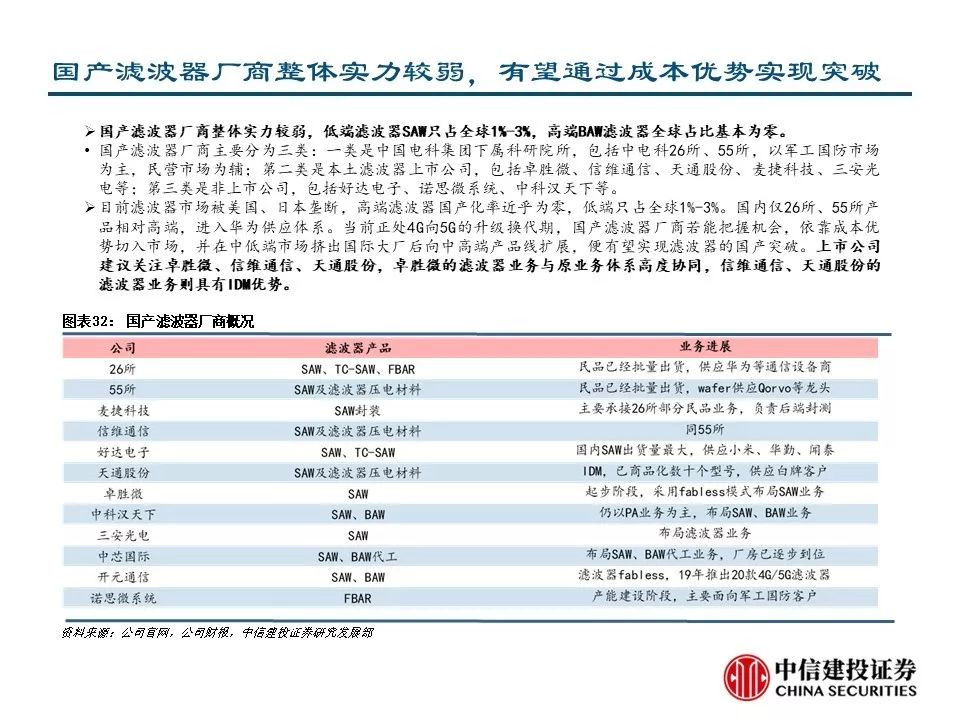 国产滤波器厂商整体实力较弱，有望通过成本优势实现突破
➢国产滤波器厂商整体实力较弱，低端滤波器SAW只占全球1%-3%，高端BAW滤波器全球占比基本为零。
• 国产滤波器厂商主要分为三类：一类是中国电科集团下属科研院所，包括中电科26所、55所，以军工国防市场
为主，民营市场为辅；第二类是本土滤波器上市公司，包括卓胜微、信维通信、天通股份、麦捷科技、三安光
电等；第三类是非上市公司，包括好达电子、诺思微系统、中科汉天下等。
➢目前滤波器市场被美国、日本垄断，高端滤波器国产化率近乎为零，低端只占全球1%-3%。国内仅26所、55所产
品相对高端，进入华为供应体系。当前正处4G向5G的升级换代期，国产滤波器厂商若能把握机会，依靠成本优
势切入市场，并在中低端市场挤出国际大厂后向中高端产品线扩展，便有望实现滤波器的国产突破。上市公司
建议关注卓胜微、信维通信、天通股份，卓胜微的滤波器业务与原业务体系高度协同，信维通信、天通股份的
滤波器业务则具有IDM优势。
图表32： 国产滤波器厂商概况
公司 滤波器产品 业务进展
26所 SAW、TC-SAW、FBAR 民品已经批量出货，供应华为等通信设备商
55所 SAW及滤波器压电材料 民品已经批量出货，wafer供应Qorvo等龙头
麦捷科技 SAW封装 主要承接26所部分民品业务，负责后端封测
信维通信 SAW及滤波器压电材料 同55所
好达电子 SAW、TC-SAW 国内SAW出货量最大，供应小米、华勤、闻泰
天通股份 SAW及滤波器压电材料 IDM，已商品化数十个型号，供应白牌客户
卓胜微 SAW 起步阶段，采用fabless模式布局SAW业务
中科汉天下 SAW、BAW 仍以PA业务为主，布局SAW、BAW业务
三安光电 SAW 布局滤波器业务
中芯国际 SAW、BAW代工 布局SAW、BAW代工业务，厂房已逐步到位
开元通信 SAW、BAW 滤波器fabless，19年推出20款4G/5G滤波器
诺思微系统 FBAR 产能建设阶段，主要面向军工国防客户
资料来源：公司官网，公司财报，中信建投证券研究发展部
中信建投证券
CHINA SECURITIES